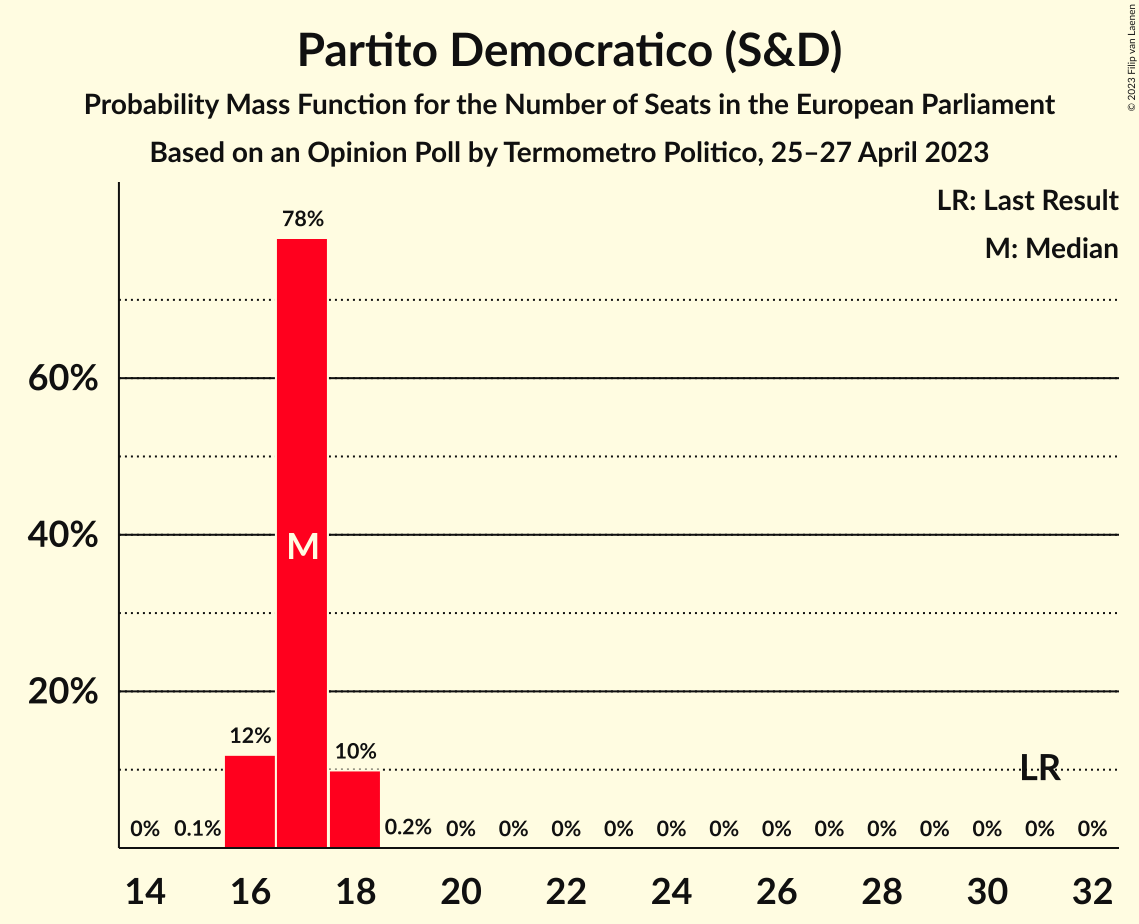 Partito Democratico (S&D)
Probability Mass Function for the Number of Seats in the European Parliament
Based on an Opinion Poll by Termometro Politico, 25–27 April 2023
© 2023 Filip van Laenen
LR: Last Result
M: Median
78%
60%
40%
M
20%
12%
10%
LR
0% 0.1% 0.2% 0% 0% 0% 0% 0% 0% 0% 0% 0% 0% 0% 0%
14 16 18 20 22 24 26 28 30 32